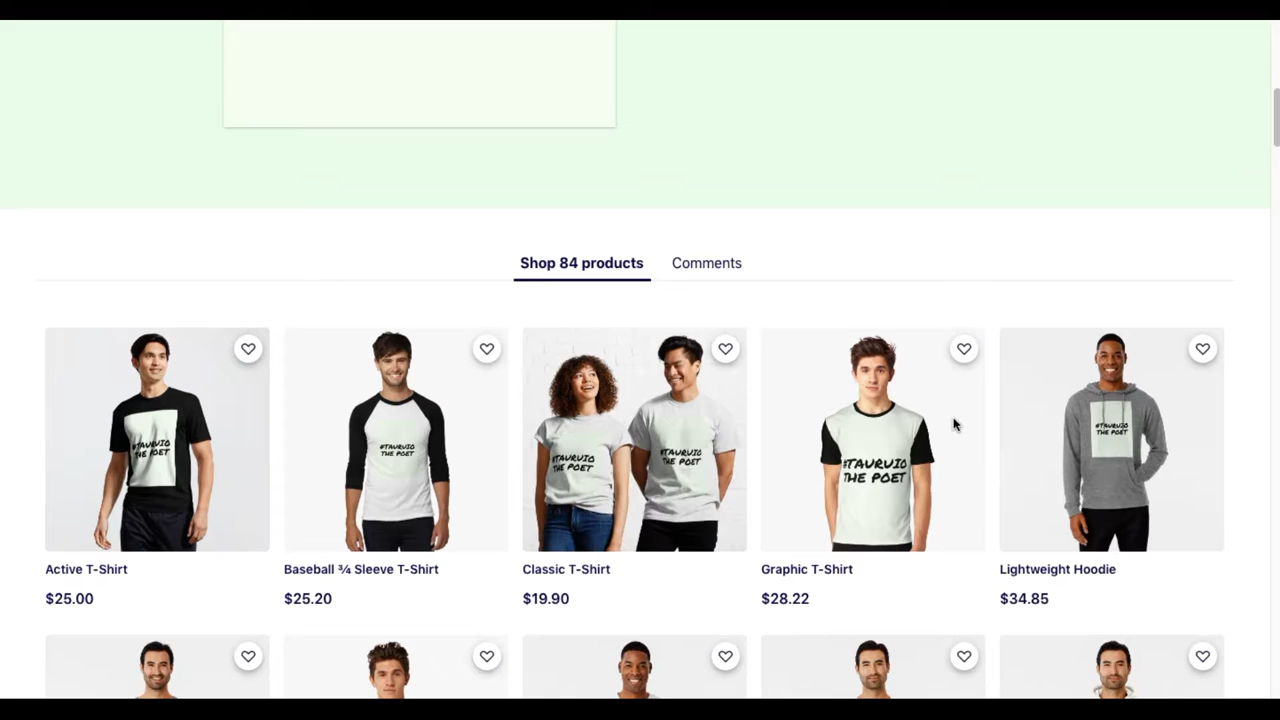 Shop 84 products
Comments
#TAURUIO
THE POET
#TAURUIO
THE POET
#TAURUIO
THE POET
#TAURUIO
THE POET
#TAURUIO
THE POET
#TAURUIO
THE POET
Active T-Shirt
Baseball ¾ Sleeve T-Shirt
Classic T-Shirt
Graphic T-Shirt
Lightweight Hoodie
$25.00
$25.20
$19.90
$28.22
$34.85